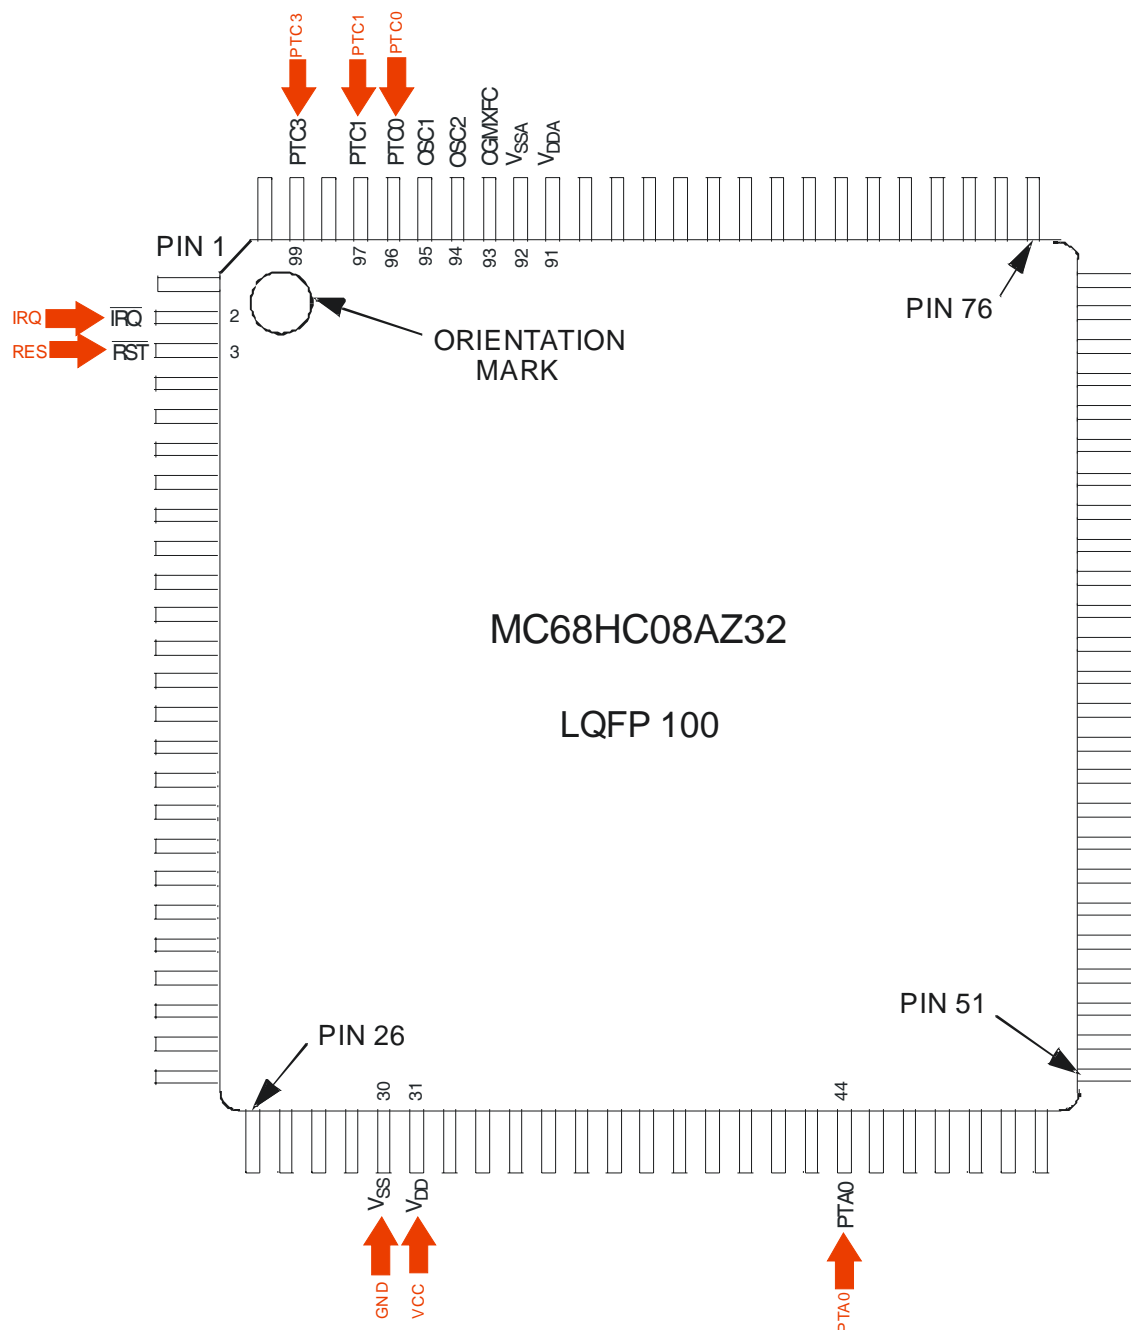 PTC3 PTC1 PTC0
PTC3 PTC1 PTC0 OSC1 OSC2 CGMXFC VSSA VDDA
PIN 1
99 97 96 95 94 93 92 91
PIN 76
IRQ IRQ 2
RES RST 3
ORIENTATION
MARK
MC68HC08AZ32
LQFP 100
PIN 51
PIN 26
30 31 44
VSS VDD PTA0
GND VCC PTA0